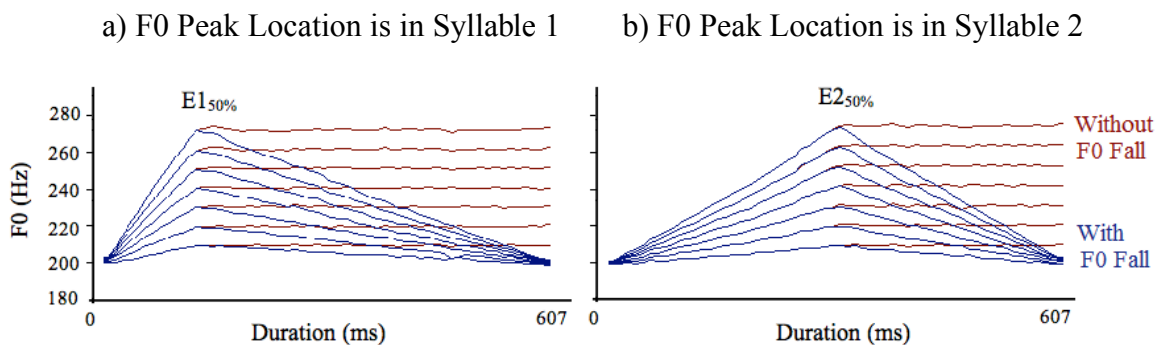 a) F0 Peak Location is in Syllable 1
b) F0 Peak Location is in Syllable 2
E150%
E250%
280
260
240
220
200
180
F0 (Hz)
Without
F0 Fall
With
F0 Fall
0
Duration (ms)
607
0
Duration (ms)
607